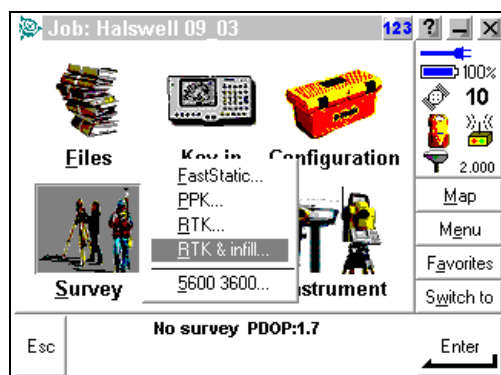 Job: Halswell 09_03
123
?
100%
10
2.000
Files
Key in
Configuration
FastStatic...
PPK...
RTK...
RTK & infill...
5600 3600...
Survey
Instrument
Map
Menu
Favorites
Switch to
Esc
No survey PDOP:1.7
Enter